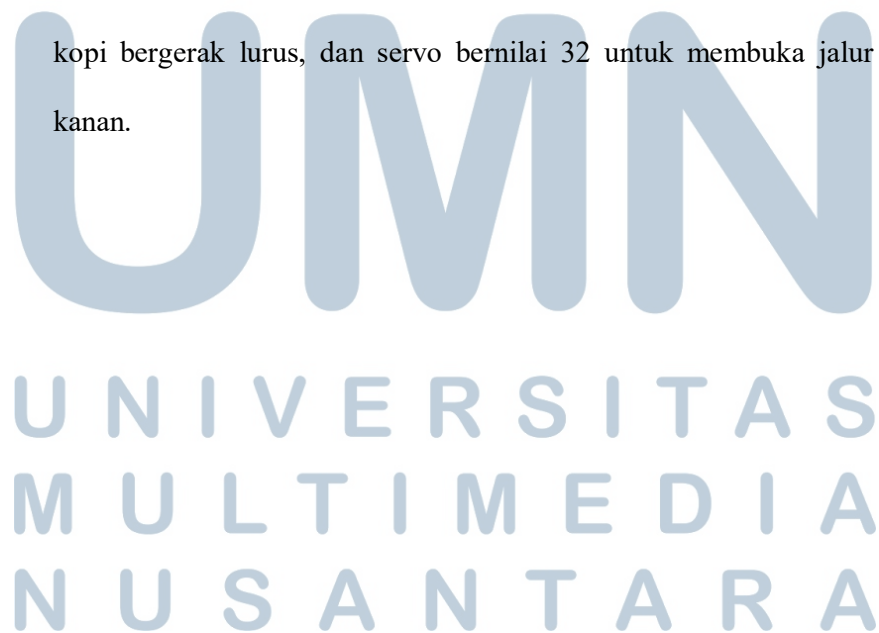 kopi bergerak lurus, dan servo bernilai 32 untuk membuka jalur
kanan.
UMN
UNIVERSITAS
MULTIMEDIA
NUSANTARA